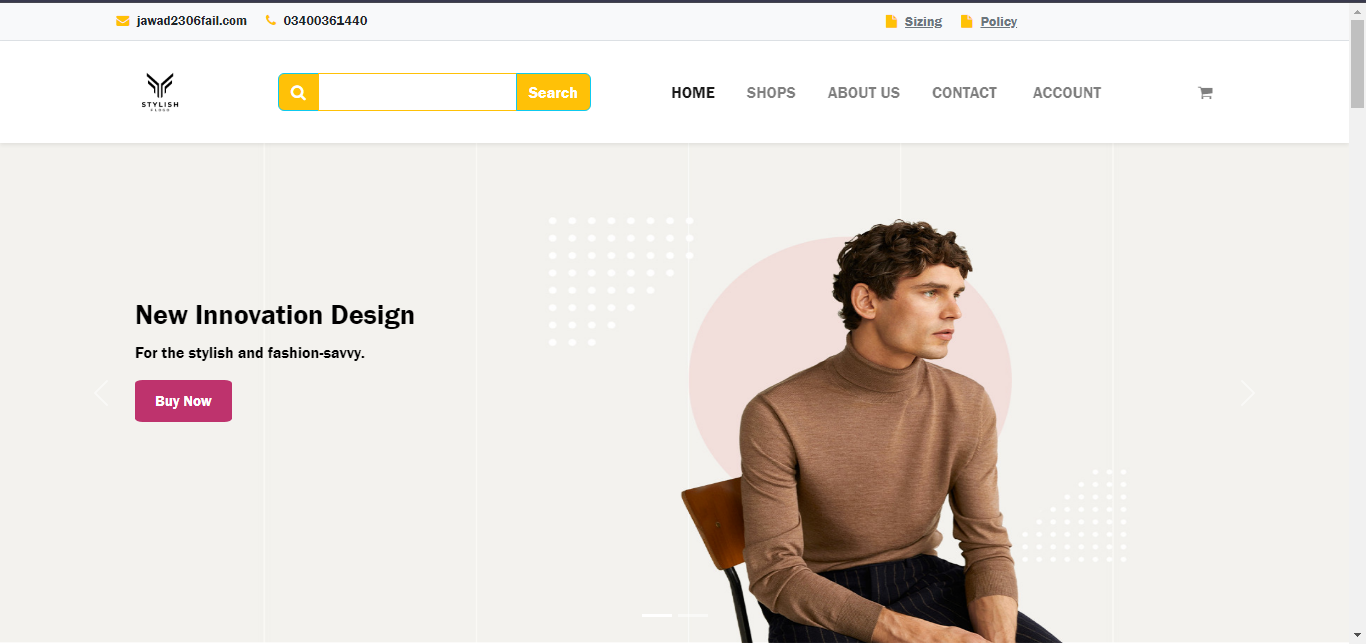 jawad2306fail.com 03400361440 Sizing Policy
STYLISH
Search HOME SHOPS ABOUT US CONTACT ACCOUNT
New Innovation Design
For the stylish and fashion-savvy.
Buy Now